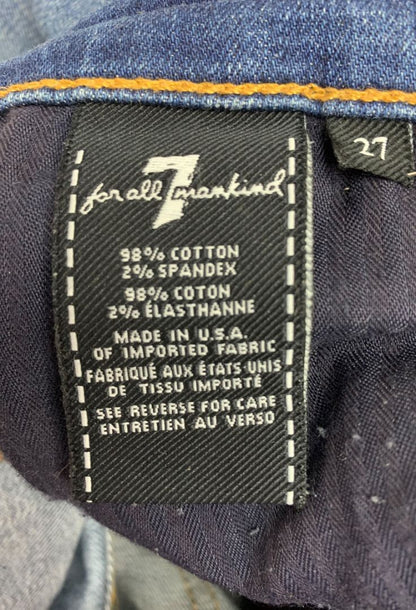 7
for all mankind
27
98% COTTON
2% SPANDEX
98% COTON
2% ÉLASTHANNE
MADE IN U.S.A.
OF IMPORTED FABRIC
FABRIQUÉ AUX ÉTATS UNIS
DE TISSU IMPORTÉ
SEE REVERSE FOR CARE
ENTRETIEN AU VERSO